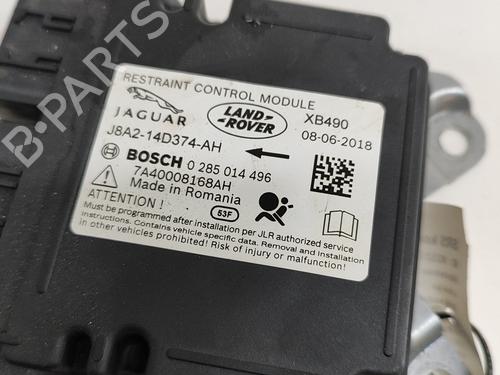 B-PARTS
RESTRAINT CONTROL MODULE
JAGUAR
LAND-
ROVER
XB490
08-06-2018
J8A2-14D374-AH
BOSCH 0 285 014 496
7A40008168AH
Made in Romania
53F
ATTENTION !
Must be programmed after installation per JLR authorized service
instructions. Contains vehicle specific data. Removal and Installation
in other vehicles prohibited! Risk of injury or malfunction!